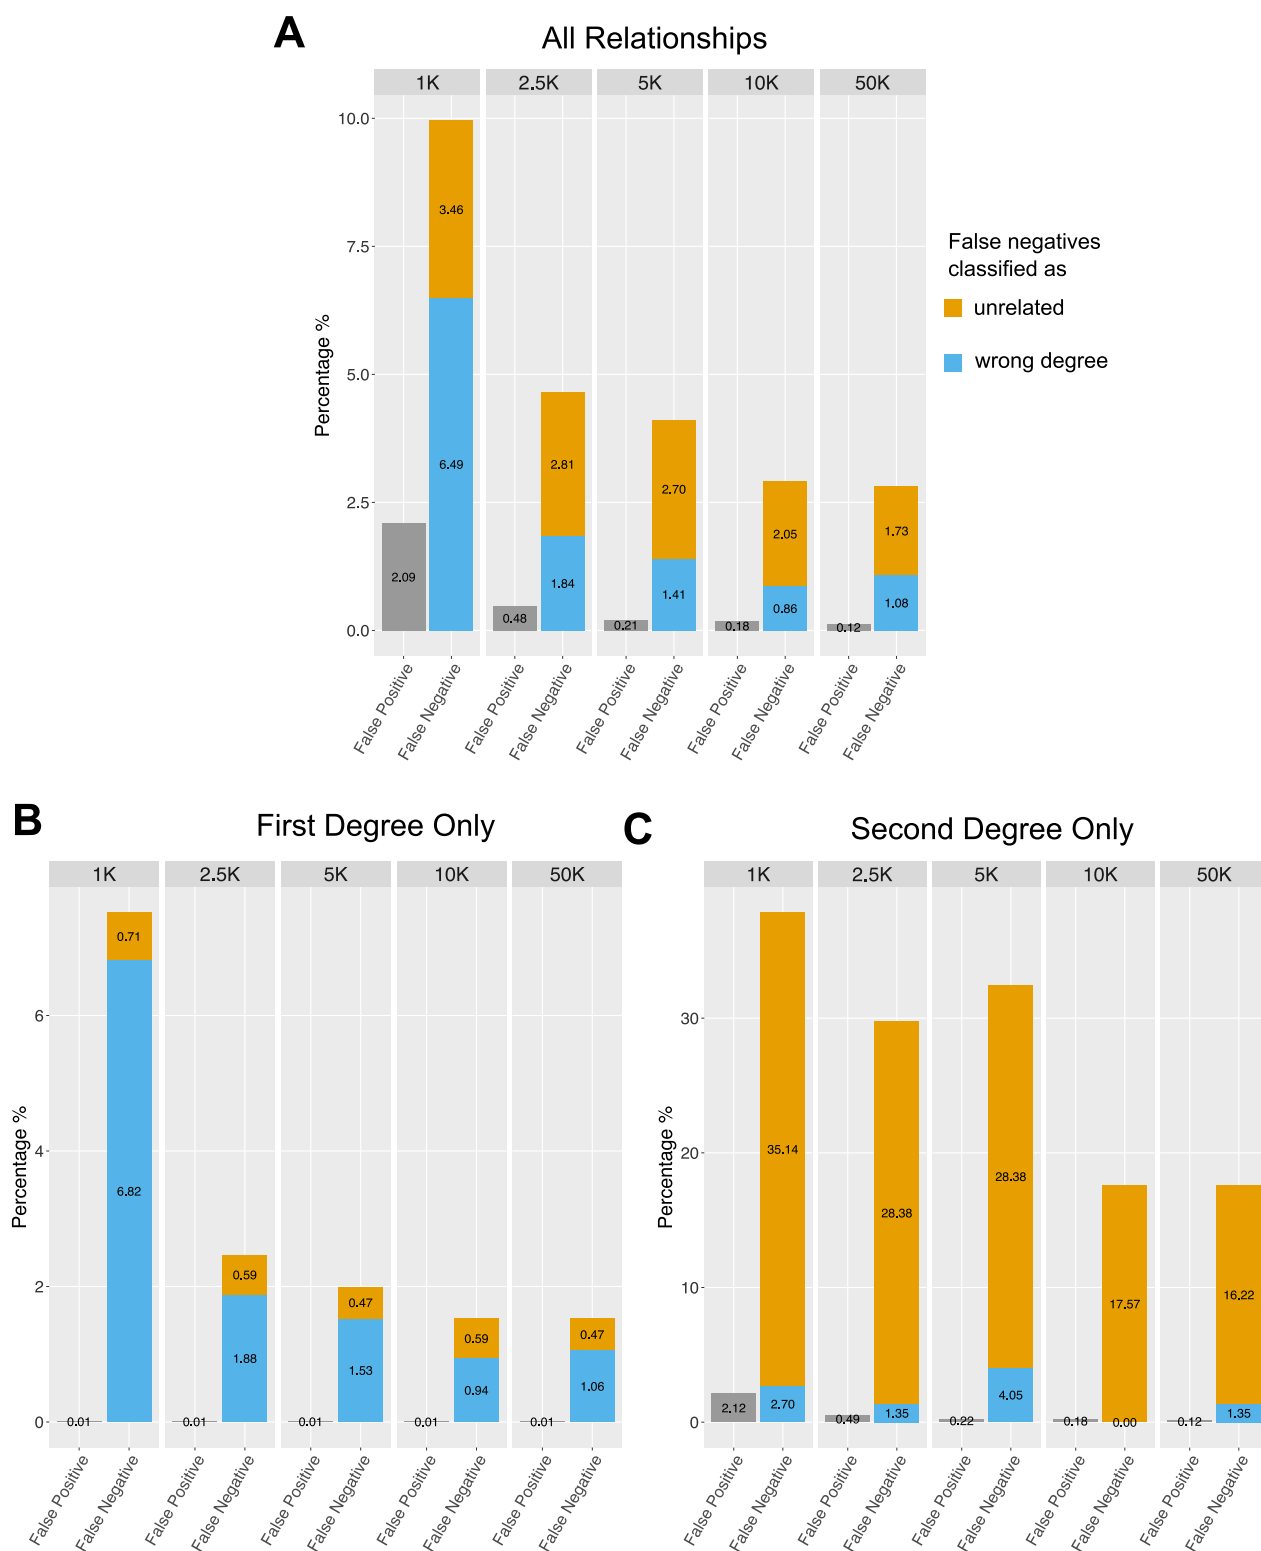 A
All Relationships
1K 2.5K 5K 10K 50K
10.0
7.5
5.0
2.5
0.0
Percentage %
3.46
6.49
2.09
2.81
1.84
0.48
2.70
1.41
0.21
2.05
0.86
0.18
1.73
1.08
0.12
False Positive
False Negative
False Positive
False Negative
False Positive
False Negative
False Positive
False Negative
False Positive
False Negative
False negatives
classified as
unrelated
wrong degree
B
First Degree Only
1K 2.5K 5K 10K 50K
6
4
2
0
Percentage %
0.71
6.82
0.01
0.59
1.88
0.01
0.47
1.53
0.01
0.59
0.94
0.01
0.47
1.06
0.01
False Positive
False Negative
False Positive
False Negative
False Positive
False Negative
False Positive
False Negative
False Positive
False Negative
C
Second Degree Only
1K 2.5K 5K 10K 50K
30
20
10
0
Percentage %
35.14
2.70
2.12
28.38
1.35
0.49
28.38
4.05
0.22
17.57
0.00
0.18
16.22
1.35
0.12
False Positive
False Negative
False Positive
False Negative
False Positive
False Negative
False Positive
False Negative
False Positive
False Negative